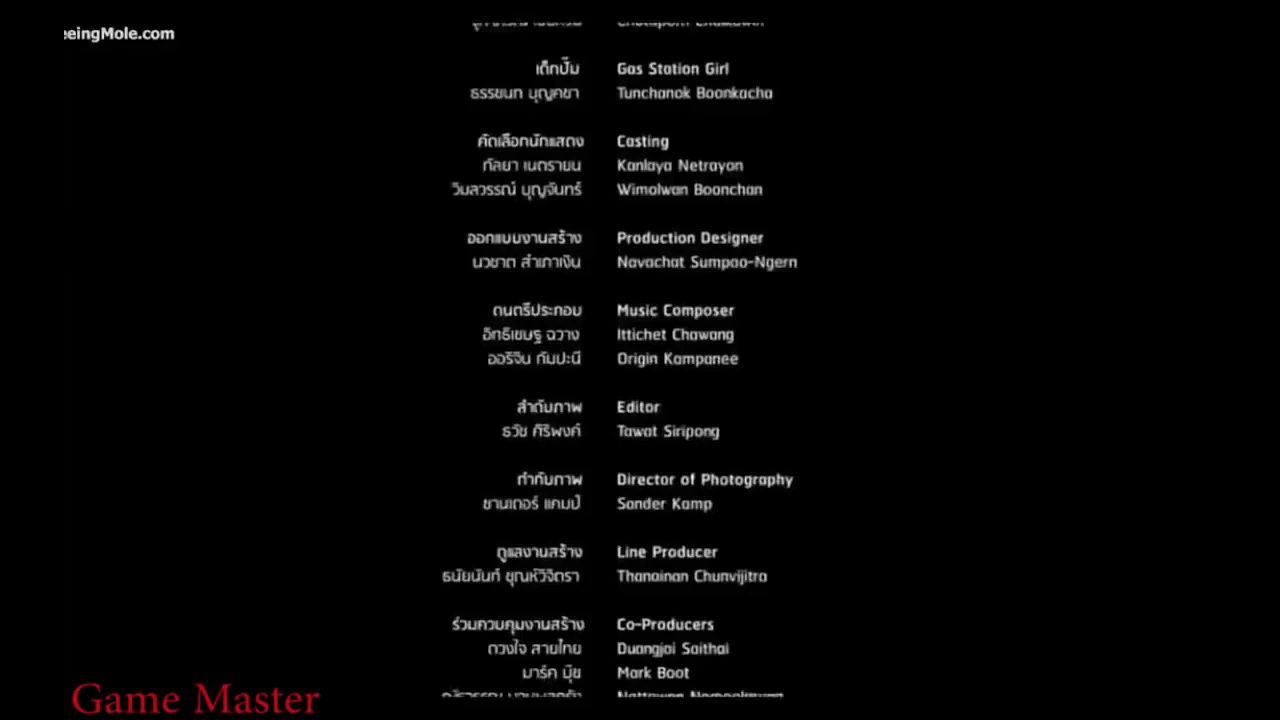 eeingMole.com
เด็กปั๊ม Gas Station Girl
ธรรชนก บุญคชา Tunchanok Boonkacha
คัดเลือกนักแสดง Casting
กัลยา เนตรายน Kanlaya Netrayon
วิมลวรรณ์ บุญจันทร์ Wimolwan Boonchan
ออกแบบงานสร้าง Production Designer
นวชาต สำเภาเงิน Navachat Sumpao-Ngern
ดนตรีประกอบ Music Composer
อิทธิเชษฐ ฉวาง Ittichet Chawang
ออริจิน กัมปะนี Origin Kampanee
ลำดับภาพ Editor
ธวัช ศิริพงค์ Tawat Siripong
กำกับภาพ Director of Photography
ซานเดอร์ แคมป์ Sander Kamp
ดูแลงานสร้าง Line Producer
ธนัยนันท์ ชุณห์วิจิตรา Thanainan Chunvijitra
ร่วมควบคุมงานสร้าง Co-Producers
ดวงใจ สายไทย Duangjai Saithai
มาร์ค บู๊ช Mark Boot
Game Master